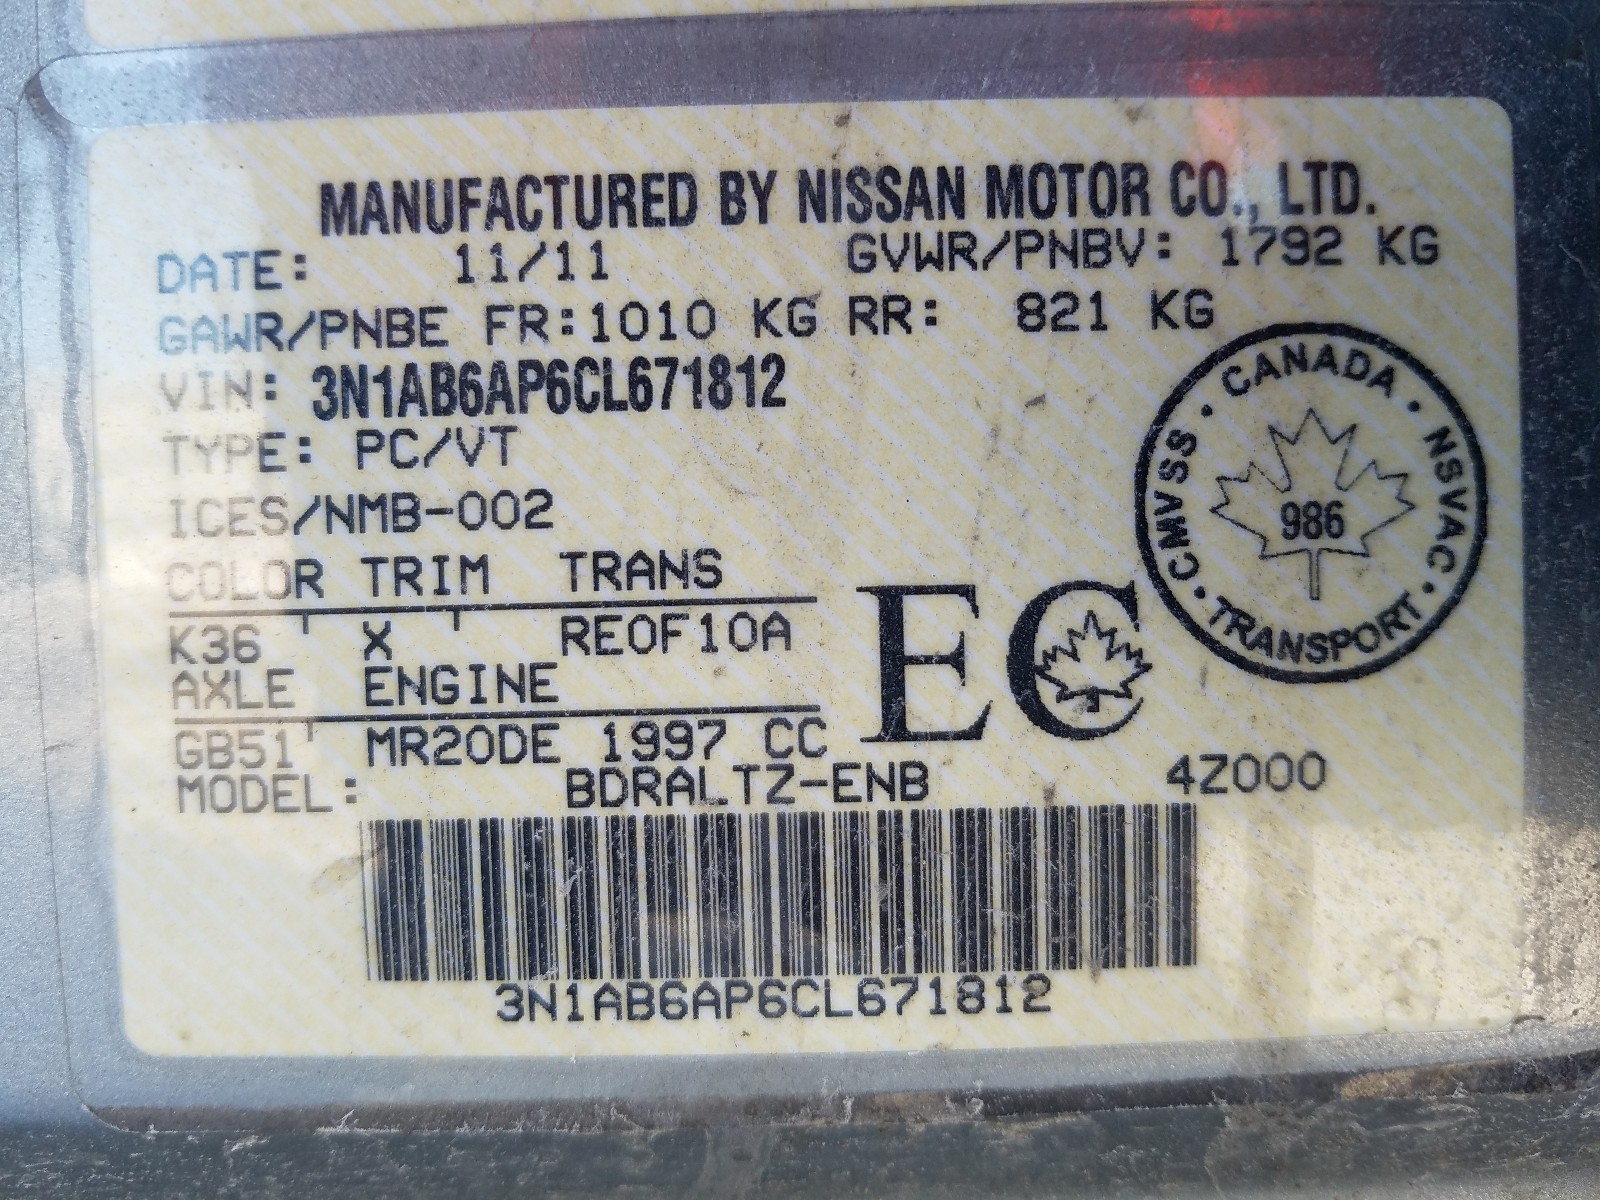 MANUFACTURED BY NISSAN MOTOR CO., LTD.
DATE: 11/11 GVWR/PNBV: 1792 KG
GAWR/PNBE FR:1010 KG RR: 821 KG
VIN: 3N1AB6AP6CL671812
TYPE: PC/VT
ICES/NMB-002
COLOR TRIM TRANS
K36 X RE0F10A
AXLE ENGINE
GB51 MR20DE 1997 CC
MODEL: BDRALTZ-ENB 4Z000
3N1AB6AP6CL671812
EC
CANADA
NSVAC
TRANSPORT
CMVSS
986